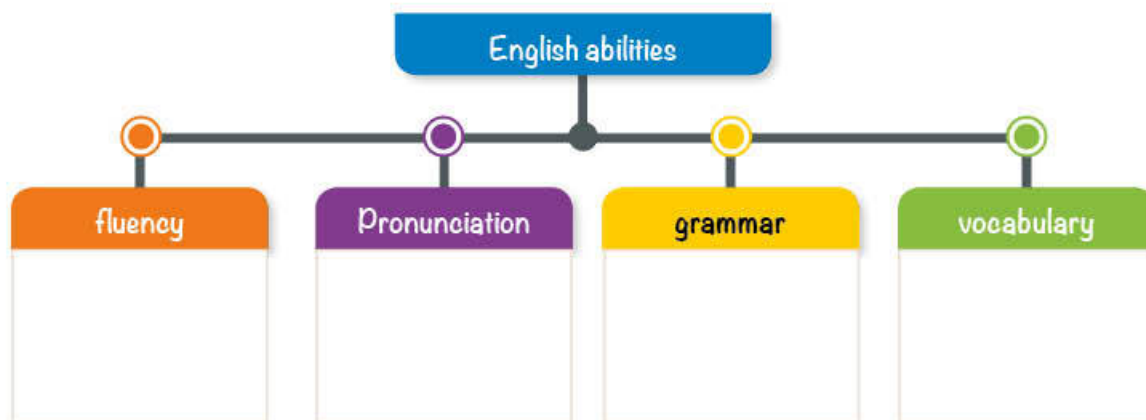 English abilities
fluency
Pronunciation
grammar
vocabulary